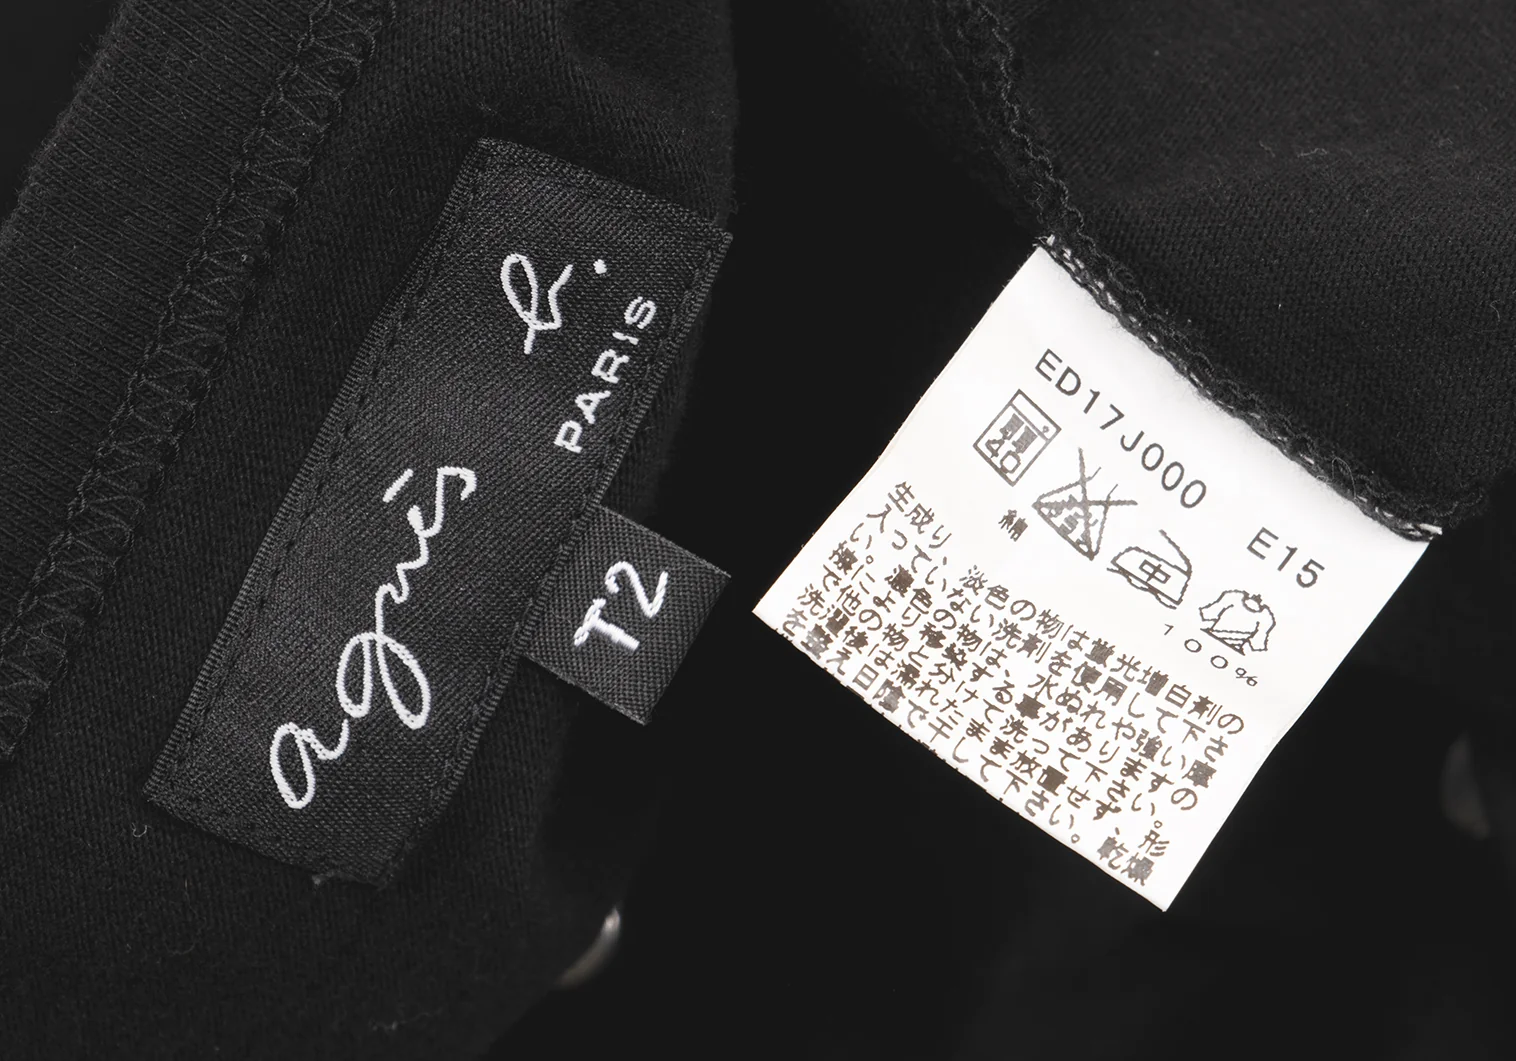 agnès b.
PARIS
T2
ED17J000 E15
40
エンソ
中
綿 100%
生成り、淡色の物は蛍光増白剤の
入っていない洗剤を使用して下さ
い。濃色の物は、水ぬれや強い摩
擦により移染する事がありますの
で他の物と分けて洗って下さい。
洗濯後は濡れたまま放置せず、形
を整え日陰で干して下さい。乾燥